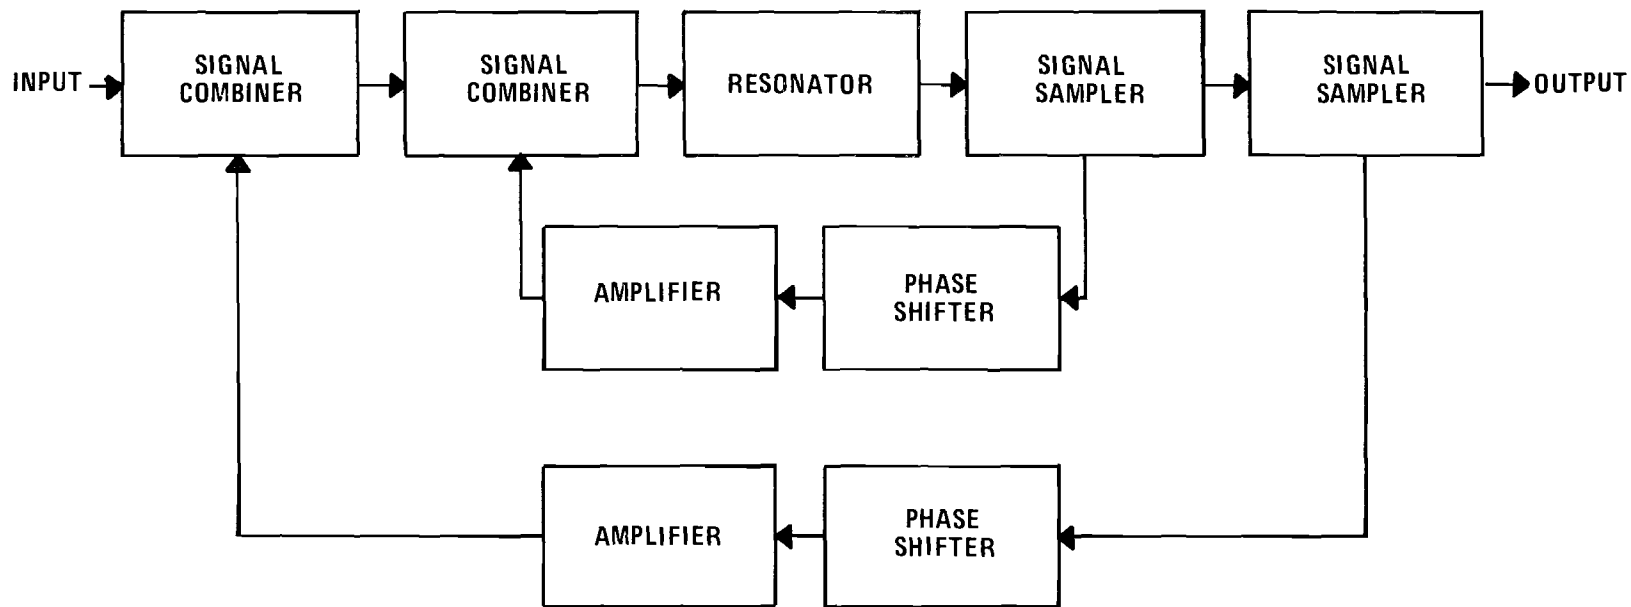 INPUT
SIGNAL
COMBINER
SIGNAL
COMBINER
RESONATOR
SIGNAL
SAMPLER
SIGNAL
SAMPLER
OUTPUT
AMPLIFIER
PHASE
SHIFTER
AMPLIFIER
PHASE
SHIFTER